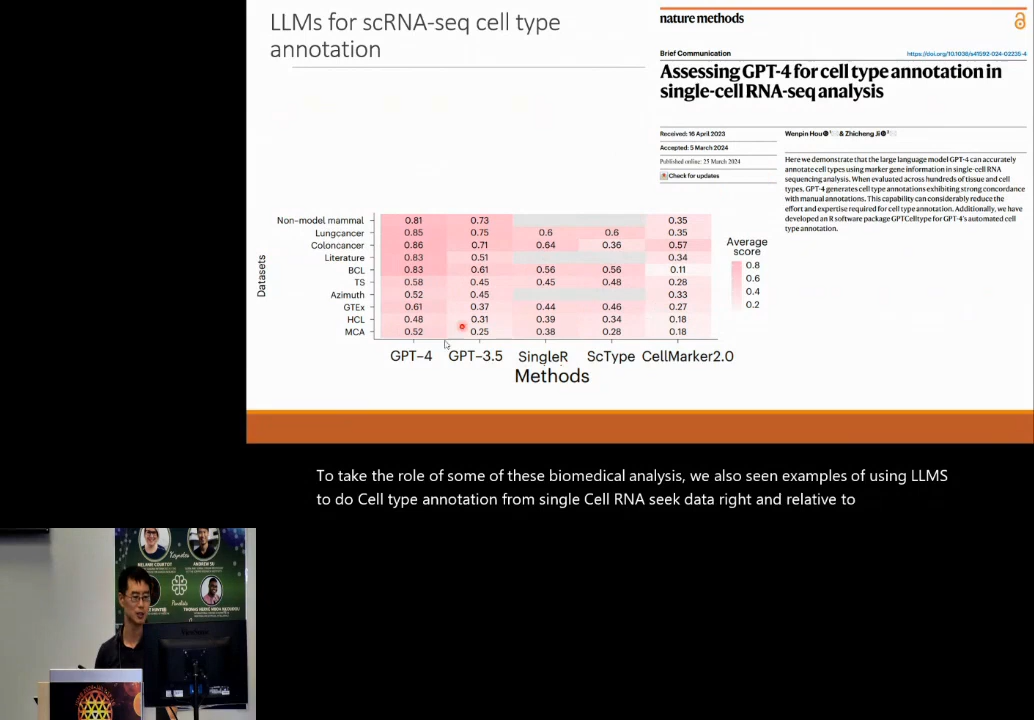 LLMs for scRNA-seq cell type
annotation
nature methods
Brief Communication
https://doi.org/10.1038/s41592-024-02235-4
Assessing GPT-4 for cell type annotation in
single-cell RNA-seq analysis
Received: 16 April 2023
Accepted: 5 March 2024
Published online: 25 March 2024
Check for updates
Wenpin Hou & Zhicheng Ji
Here we demonstrate that the large language model GPT-4 can accurately
annotate cell types using marker gene information in single-cell RNA
sequencing analysis. When evaluated across hundreds of tissue and cell
types, GPT-4 generates cell type annotations exhibiting strong concordance
with manual annotations. This capability can considerably reduce the
effort and expertise required for cell type annotation. Additionally, we have
developed an R software package GPTCelltype for GPT-4's automated cell
type annotation.
Datasets
Non-model mammal 0.81 0.73 0.35
Lungcancer 0.85 0.75 0.6 0.6 0.35
Coloncancer 0.86 0.71 0.64 0.36 0.57
Literature 0.83 0.51 0.34
BCL 0.83 0.61 0.56 0.56 0.11
TS 0.58 0.45 0.45 0.48 0.28
Azimuth 0.52 0.45 0.33
GTEx 0.61 0.37 0.44 0.46 0.27
HCL 0.48 0.31 0.39 0.34 0.18
MCA 0.52 0.25 0.38 0.28 0.18
GPT-4 GPT-3.5 SingleR ScType CellMarker2.0
Methods
Average
score
0.8
0.6
0.4
0.2
To take the role of some of these biomedical analysis, we also seen examples of using LLMS
to do Cell type annotation from single Cell RNA seek data right and relative to
Keynotes
MELANIE COURTOT
ANDREW SU
Panelists
HUNTER